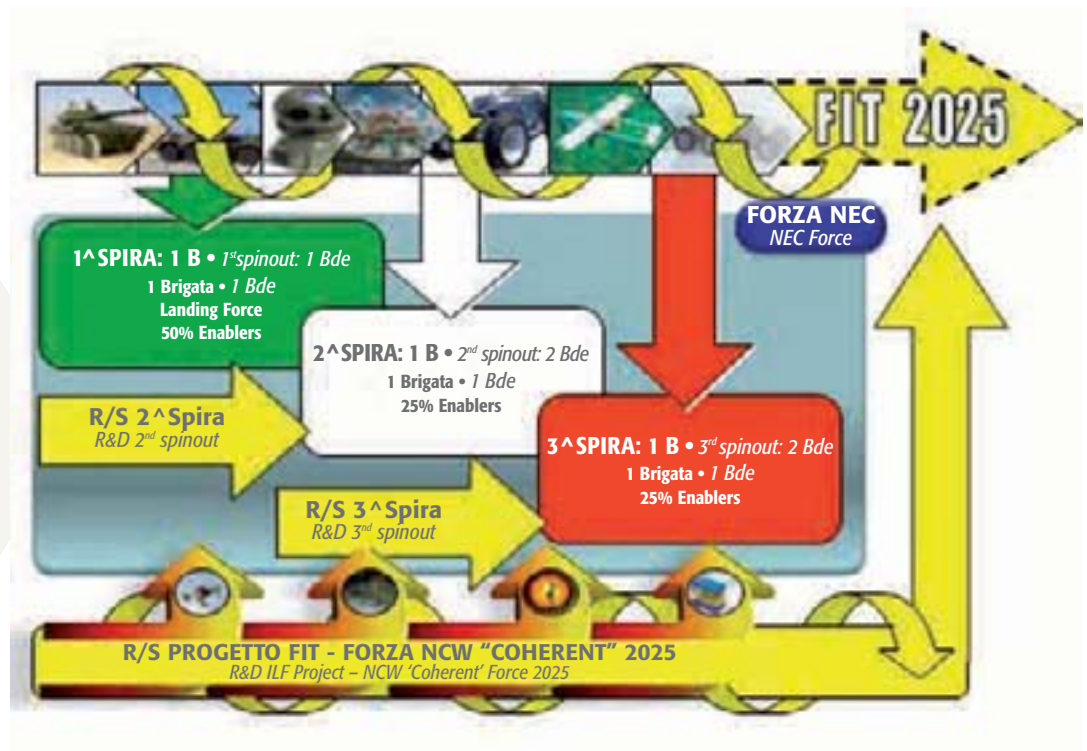 FIT 2025
FORZA NEC
NEC Force
1^SPIRA: 1 B • 1st spinout: 1 Bde
1 Brigata • 1 Bde
Landing Force
50% Enablers
2^SPIRA: 1 B • 2nd spinout: 2 Bde
1 Brigata • 1 Bde
25% Enablers
R/S 2^Spira
R&D 2nd spinout
3^SPIRA: 1 B • 3rd spinout: 2 Bde
1 Brigata • 1 Bde
25% Enablers
R/S 3^Spira
R&D 3nd spinout
R/S PROGETTO FIT - FORZA NCW “COHERENT” 2025
R&D ILF Project – NCW ‘Coherent’ Force 2025